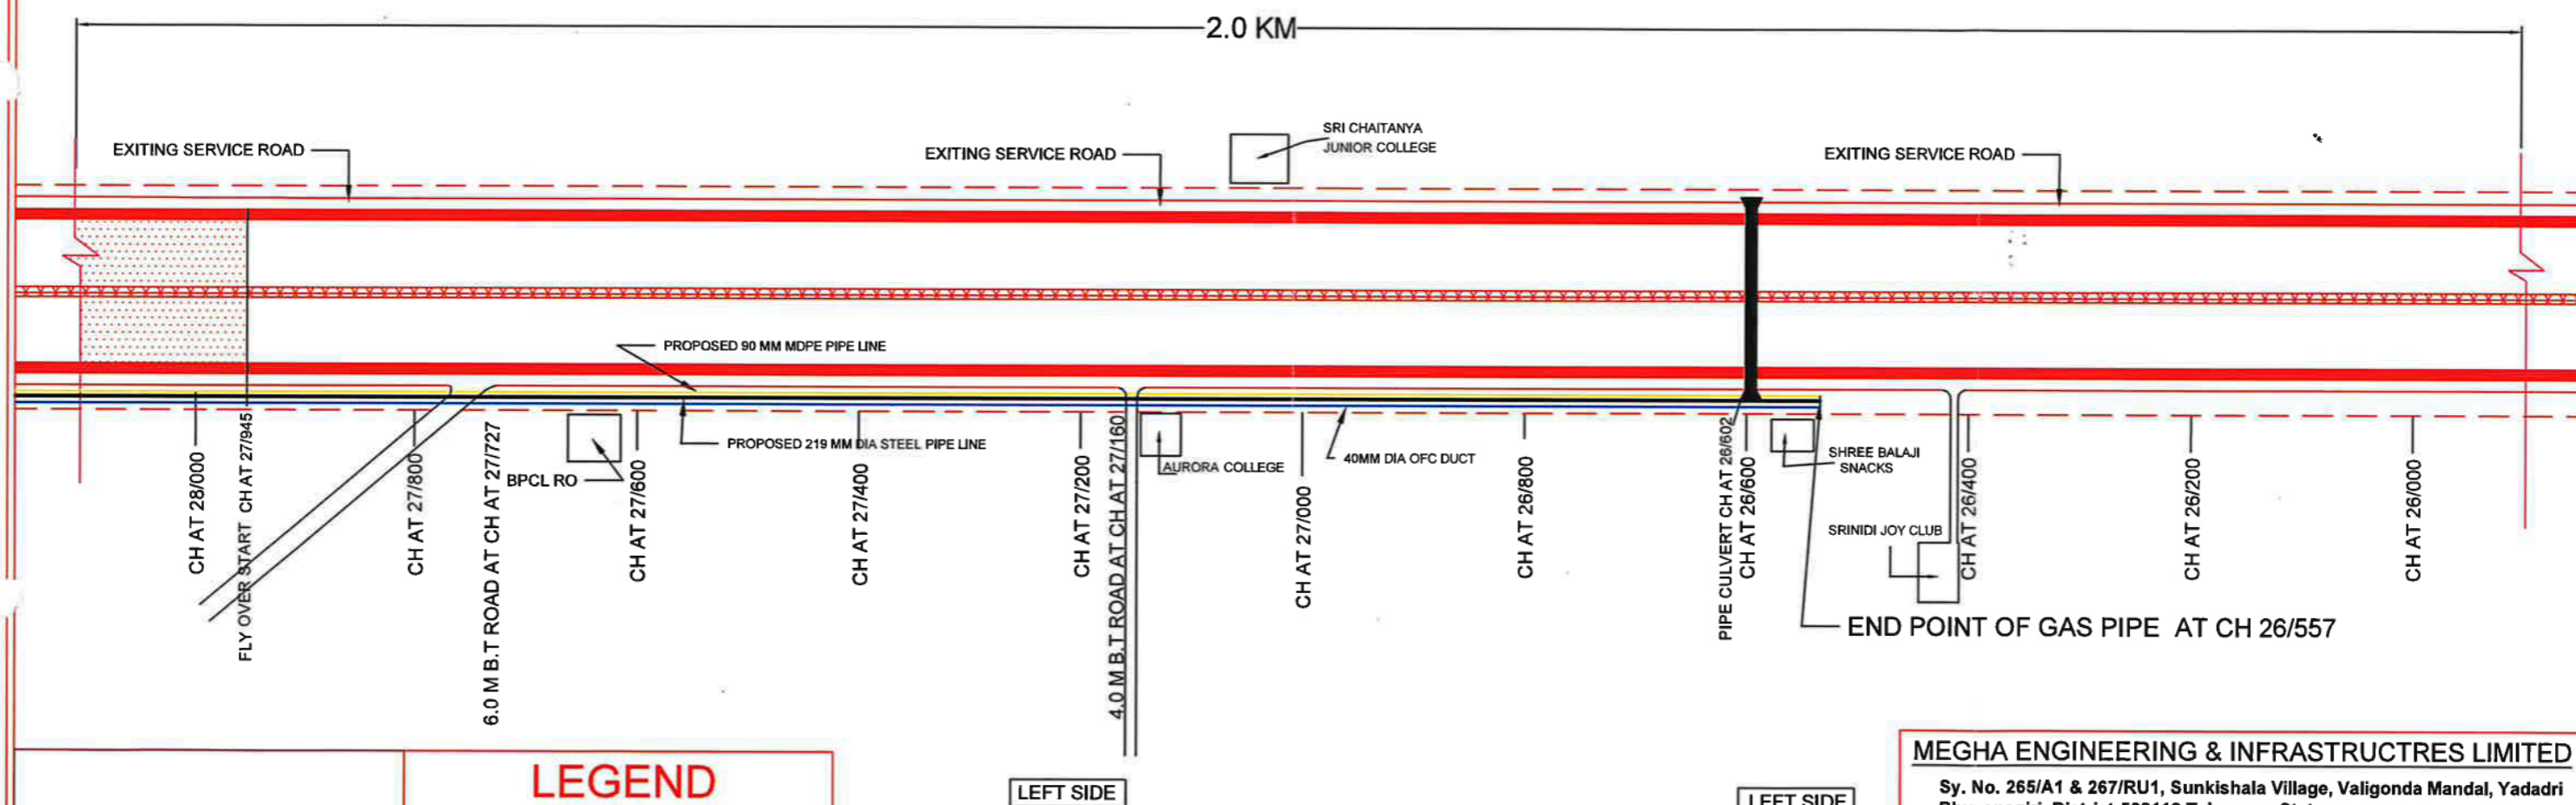 2.0 KM
EXITING SERVICE ROAD
EXITING SERVICE ROAD
SRI CHAITANYA
JUNIOR COLLEGE
EXITING SERVICE ROAD
PROPOSED 90 MM MDPE PIPE LINE
PROPOSED 219 MM DIA STEEL PIPE LINE
CH AT 28/000
FLY OVER START CH AT 27/945
CH AT 27/800
6.0 M B.T ROAD AT CH AT 27/727
BPCL RO
CH AT 27/600
CH AT 27/400
CH AT 27/200
4.0 M B.T ROAD AT CH AT 27/160
AURORA COLLEGE
CH AT 27/000
40MM DIA OFC DUCT
CH AT 26/800
PIPE CULVERT CH AT 26/602
CH AT 26/600
SHREE BALAJI
SNACKS
SRINIDI JOY CLUB
CH AT 26/400
CH AT 26/200
CH AT 26/000
END POINT OF GAS PIPE AT CH 26/557
LEGEND
LEFT SIDE
LEFT SIDE
MEGHA ENGINEERING & INFRASTRUCTRES LIMITED
Sy. No. 265/A1 & 267/RU1, Sunkishala Village, Valigonda Mandal, Yadadri